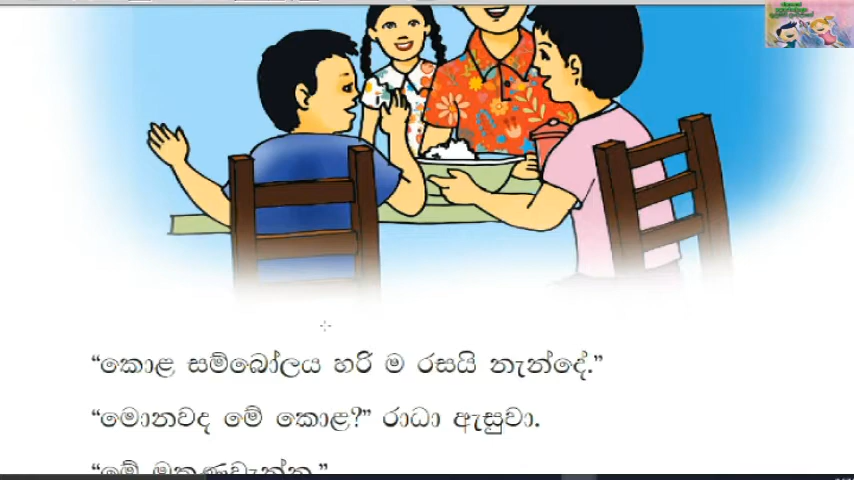 “කොළ සම්බෝලය හරි ම රසයි නැන්දේ.”
“මොනවද මේ කොළ?” රාධා ඇසුවා.
“මේ මුකුණුවැන්න.”